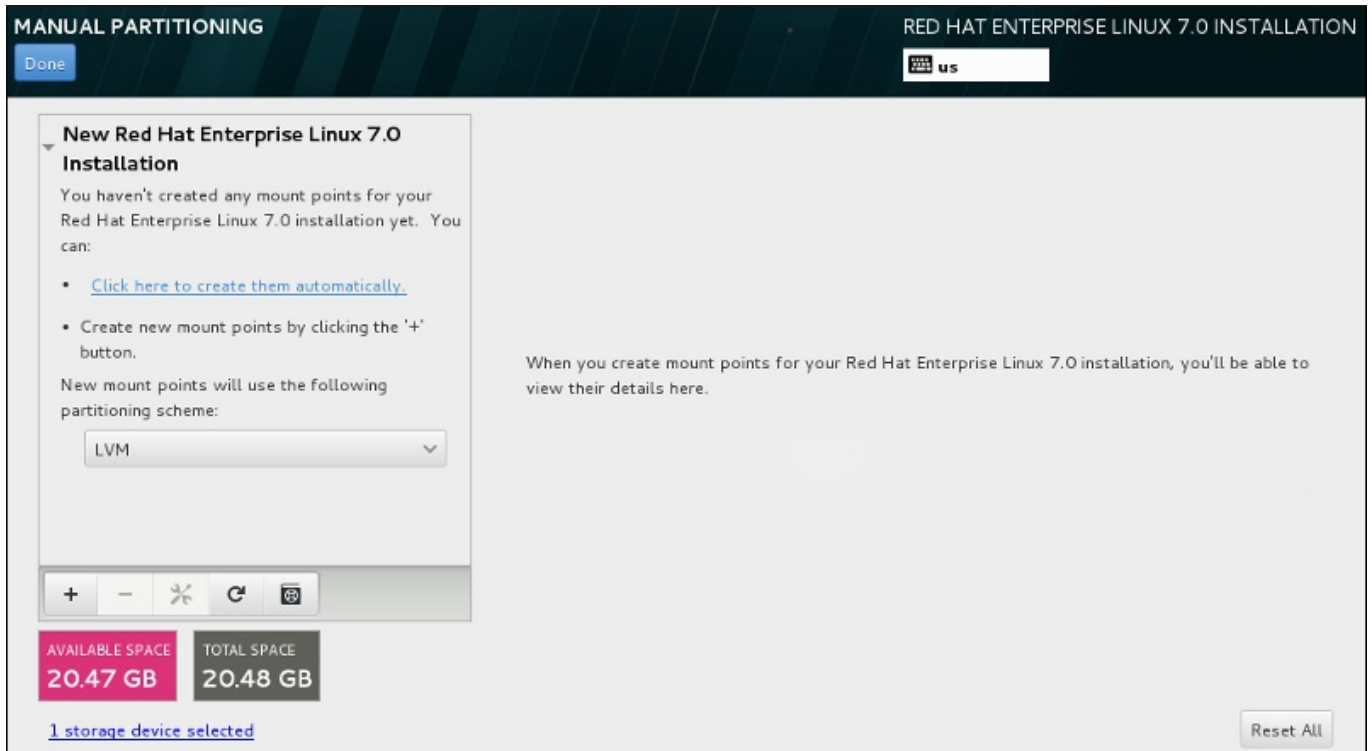 MANUAL PARTITIONING
RED HAT ENTERPRISE LINUX 7.0 INSTALLATION
Done
us
New Red Hat Enterprise Linux 7.0
Installation
You haven't created any mount points for your
Red Hat Enterprise Linux 7.0 installation yet. You
can:
• Click here to create them automatically.
• Create new mount points by clicking the '+'
button.
New mount points will use the following
partitioning scheme:
LVM
When you create mount points for your Red Hat Enterprise Linux 7.0 installation, you'll be able to
view their details here.
+ −
AVAILABLE SPACE
20.47 GB
TOTAL SPACE
20.48 GB
1 storage device selected
Reset All